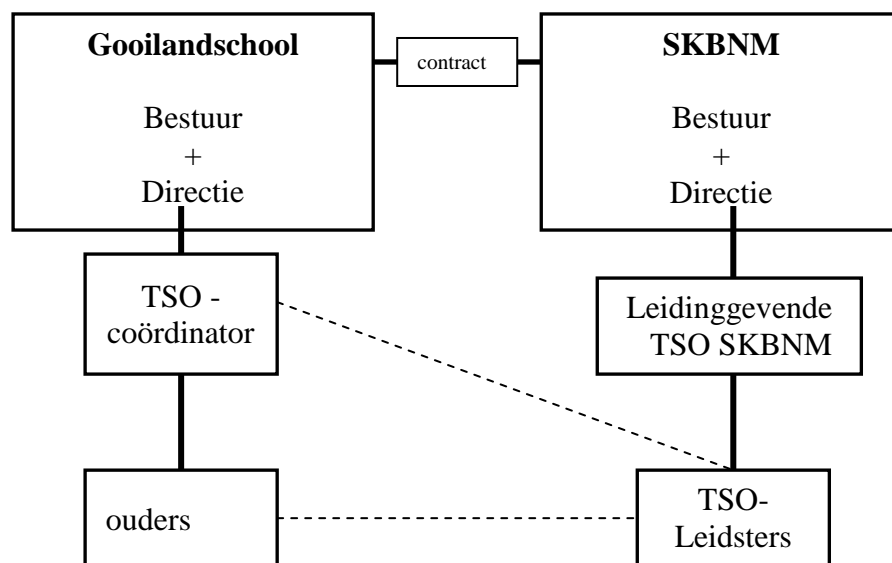 Gooilandschool
Bestuur
+
Directie
contract
SKBNM
Bestuur
+
Directie
TSO -
coördinator
Leidinggevende
TSO SKBNM
ouders
TSO-
Leidsters